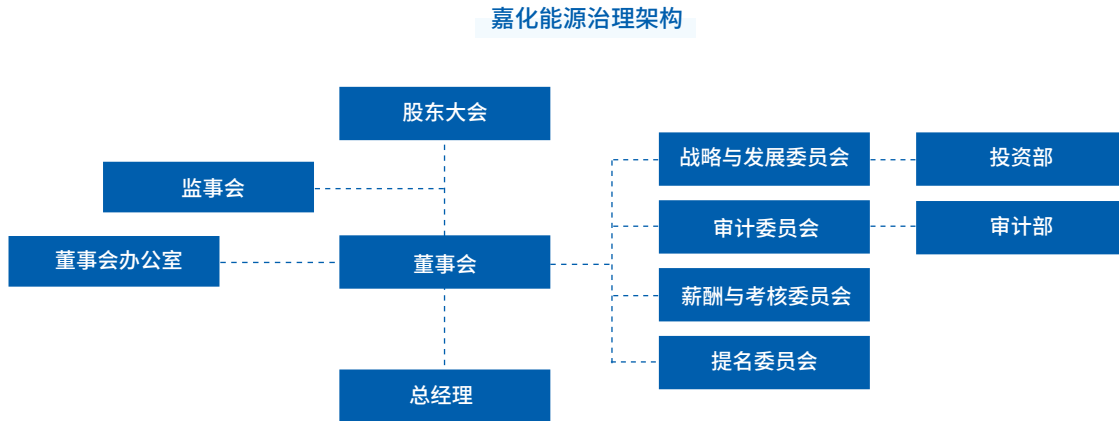 嘉化能源治理架构
股东大会
监事会
董事会办公室
董事会
总经理
战略与发展委员会
投资部
审计委员会
审计部
薪酬与考核委员会
提名委员会